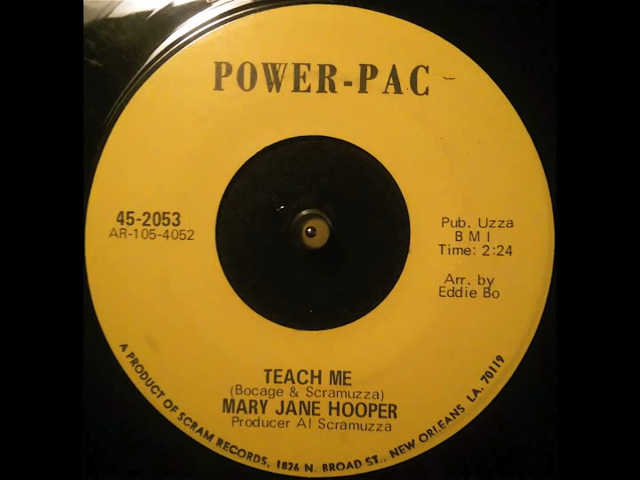 POWER-PAC
45-2053
AR-105-4052
Pub. Uzza
BMI
Time: 2:24
Arr. by
Eddie Bo
TEACH ME
(Bocage & Scramuzza)
MARY JANE HOOPER
Producer Al Scramuzza
A PRODUCT OF SCRAM RECORDS, 1826 N. BROAD ST., NEW ORLEANS, LA. 70119